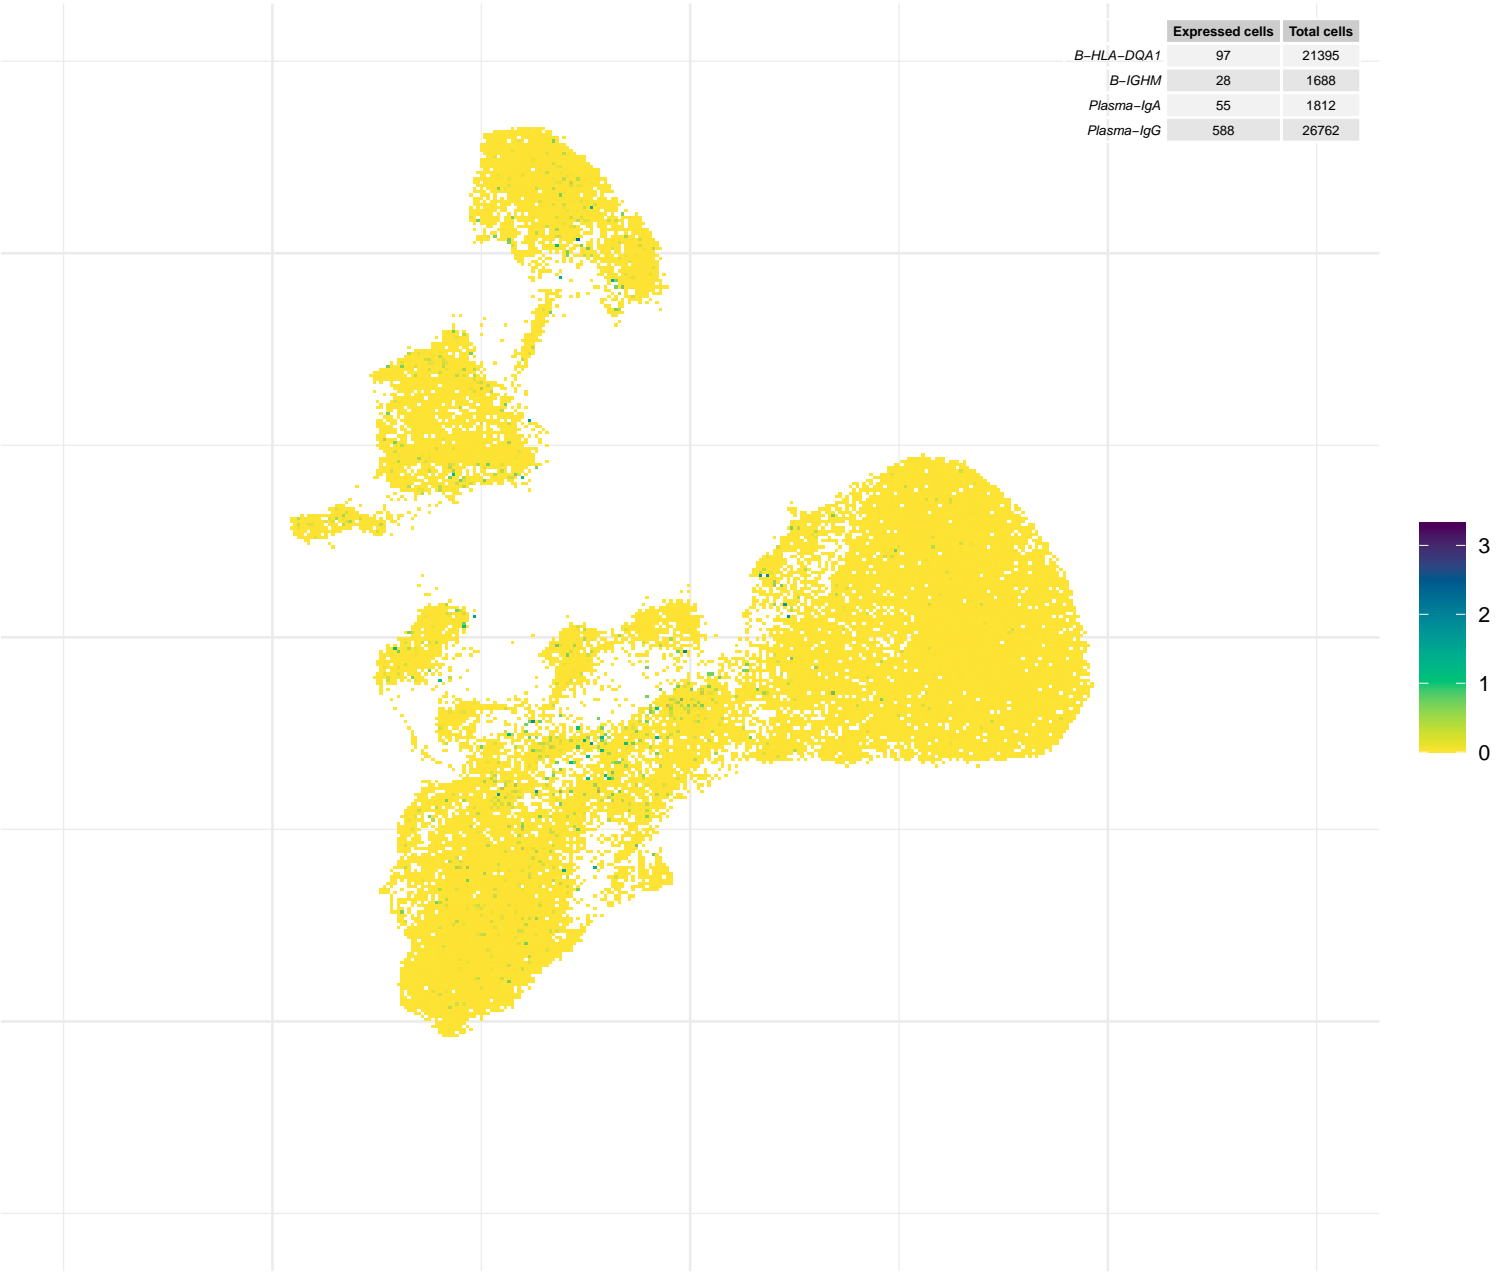 Expressed cells Total cells
B−HLA−DQA1 97 21395
B−IGHM 28 1688
Plasma−IgA 55 1812
Plasma−IgG 588 26762
3
2
1
0